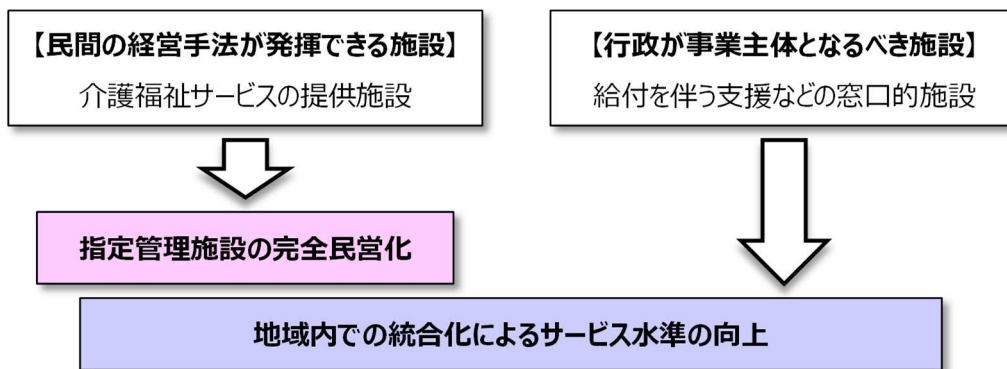 【民間の経営手法が発揮できる施設】
介護福祉サービスの提供施設
【行政が事業主体となるべき施設】
給付を伴う支援などの窓口的施設
指定管理施設の完全民営化
地域内での統合化によるサービス水準の向上